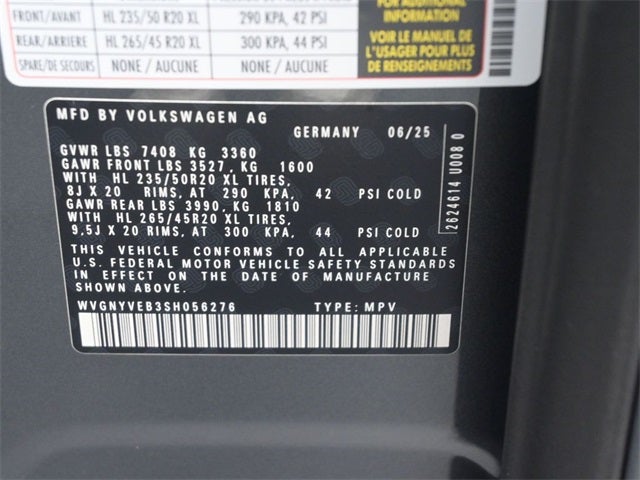 FOR ADDITIONAL
INFORMATION
FRONT/AVANT HL 235/50 R20 XL 290 KPA, 42 PSI
VOIR LE MANUEL DE
REAR/ARRIERE HL 265/45 R20 XL 300 KPA, 44 PSI
L'USAGER POUR PLUS
SPARE/DE SECOURS NONE / AUCUNE NONE / AUCUNE
DE RENSEIGNEMENTS
MFD BY VOLKSWAGEN AG
GERMANY 06/25
GVWR LBS 7408 KG 3360
GAWR FRONT LBS 3527, KG 1600
WITH HL 235/50R20 XL TIRES,
8J X 20 RIMS, AT 290 KPA, 42 PSI COLD
GAWR REAR LBS 3990, KG 1810
WITH HL 265/45R20 XL TIRES,
9.5J X 20 RIMS, AT 300 KPA, 44 PSI COLD
THIS VEHICLE CONFORMS TO ALL APPLICABLE
U.S. FEDERAL MOTOR VEHICLE SAFETY STANDARDS
IN EFFECT ON THE DATE OF MANUFACTURE
SHOWN ABOVE.
WVGNYVEB3SH056276 TYPE: MPV
2624614 U008 0